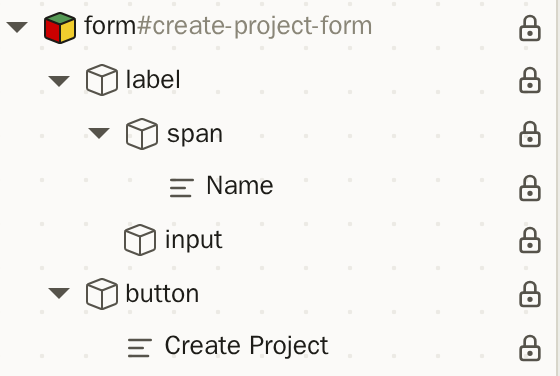 form#create-project-form
label
span
Name
input
button
Create Project